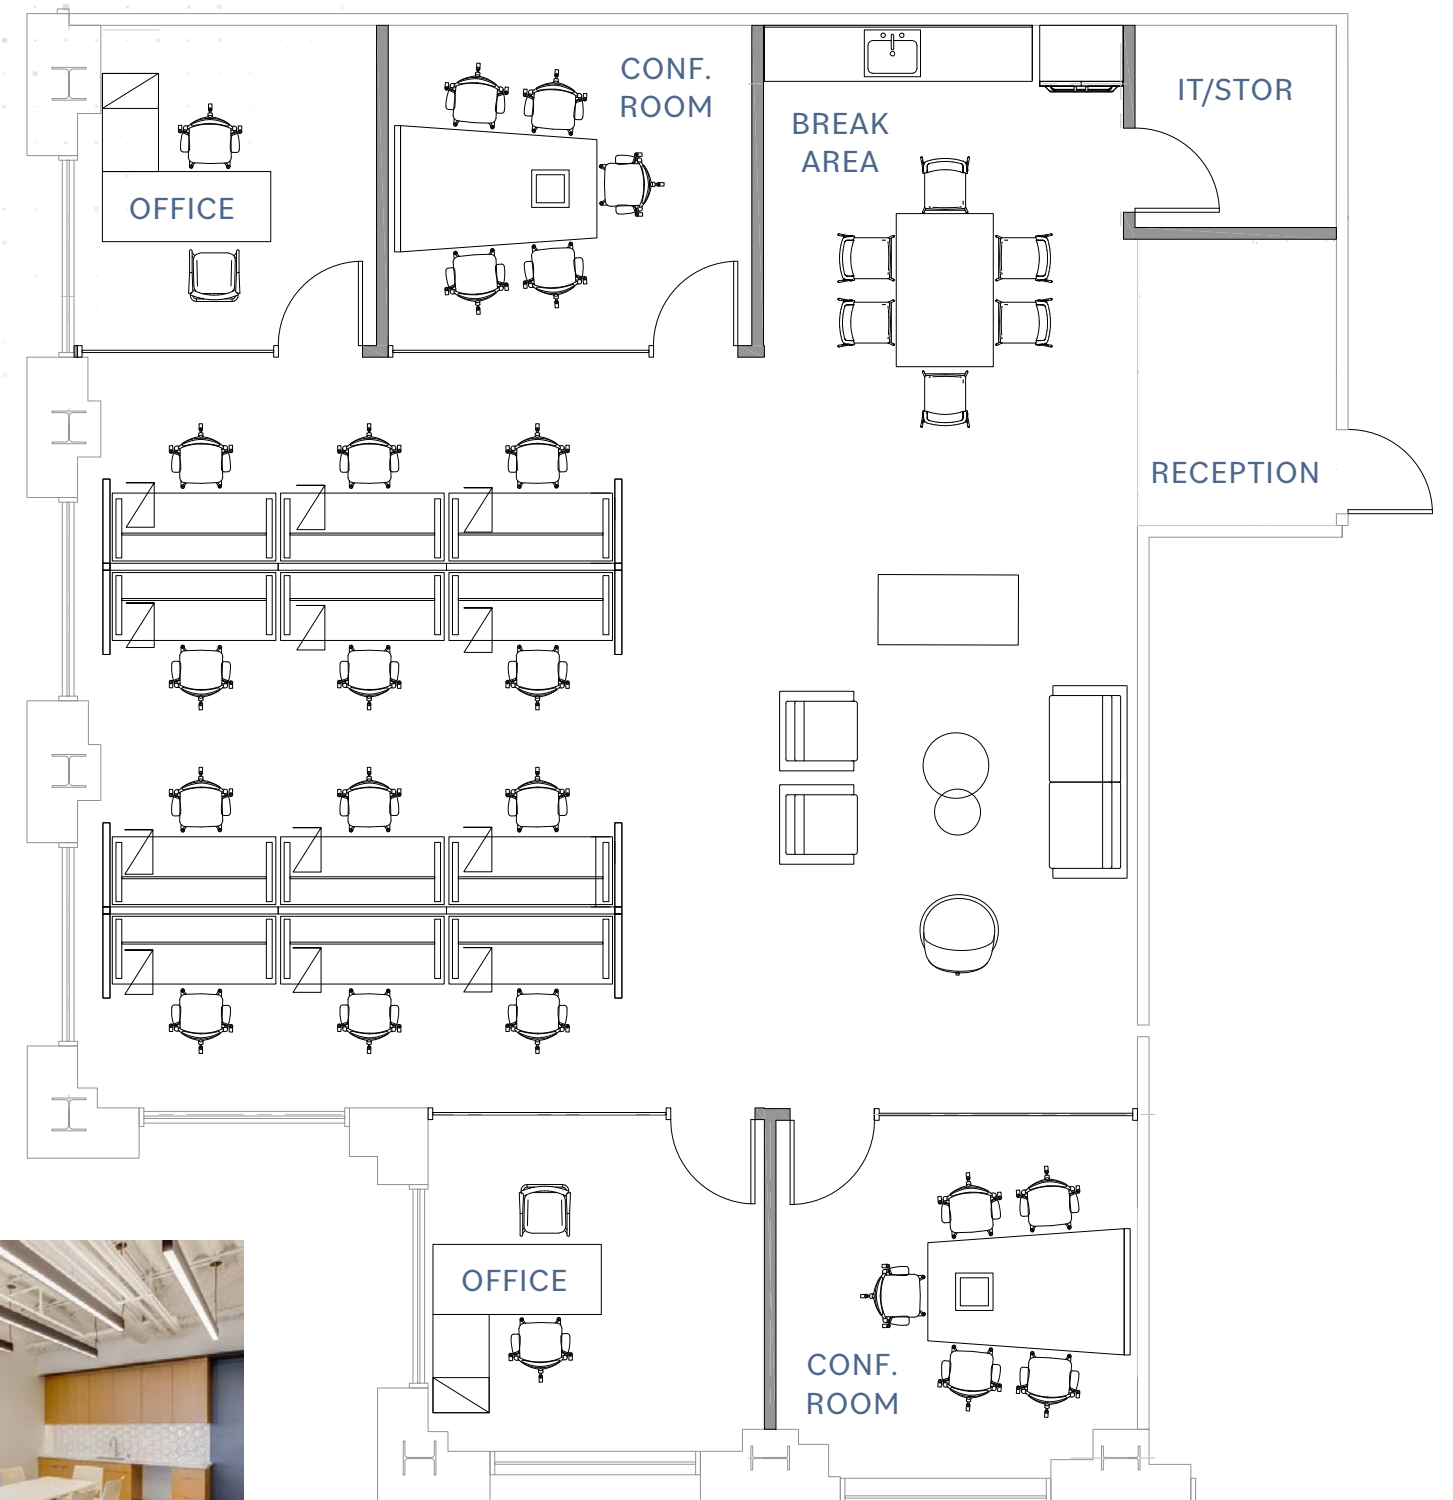 CONF.
ROOM
IT/STOR
BREAK
AREA
OFFICE
RECEPTION
OFFICE
CONF.
ROOM